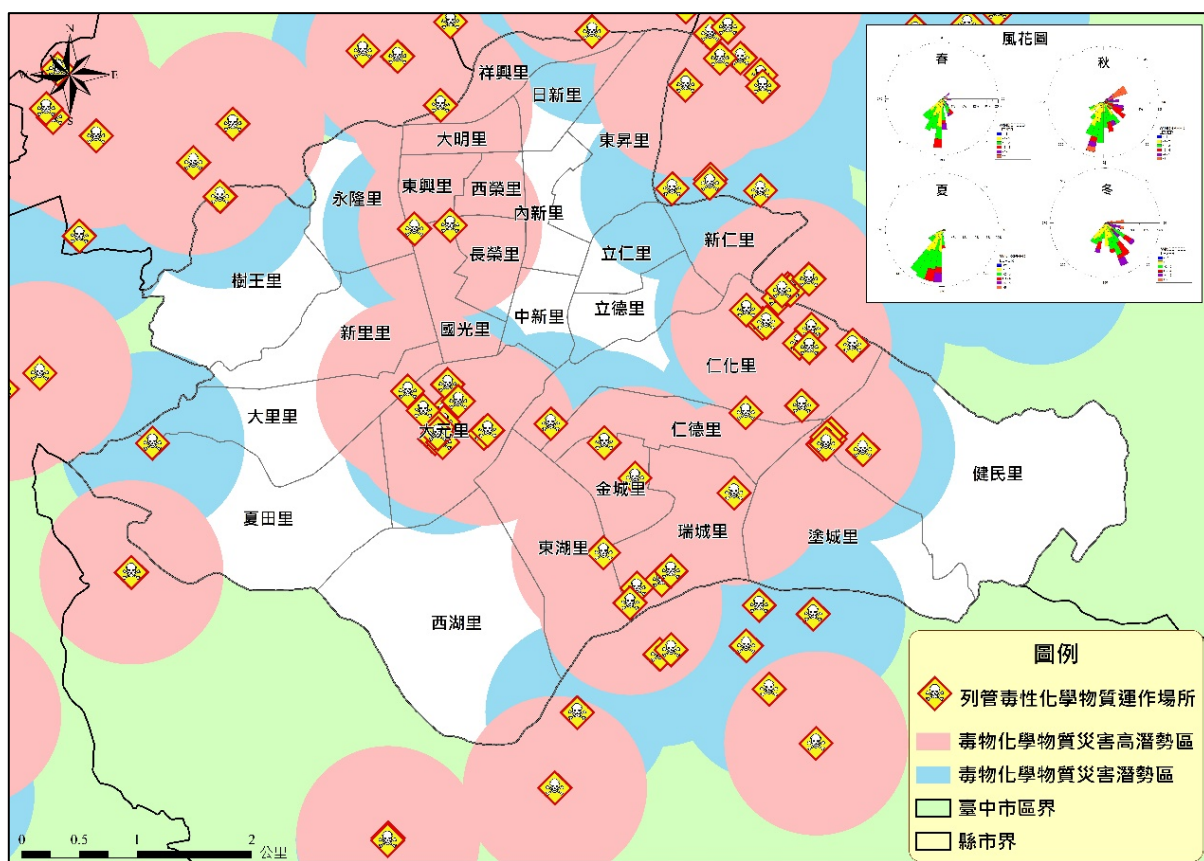 風花圖
春
秋
夏
冬
祥興里
日新里
大明里
東昇里
東興里
西榮里
永隆里
內新里
長榮里
立仁里
新仁里
樹王里
中新里
立德里
新里里
國光里
仁化里
大里里
大元里
仁德里
健民里
金城里
夏田里
瑞城里
塗城里
東湖里
西湖里
圖例
列管毒性化學物質運作場所
毒物化學物質災害高潛勢區
毒物化學物質災害潛勢區
臺中市區界
縣市界
0 0.5 1 2
公里